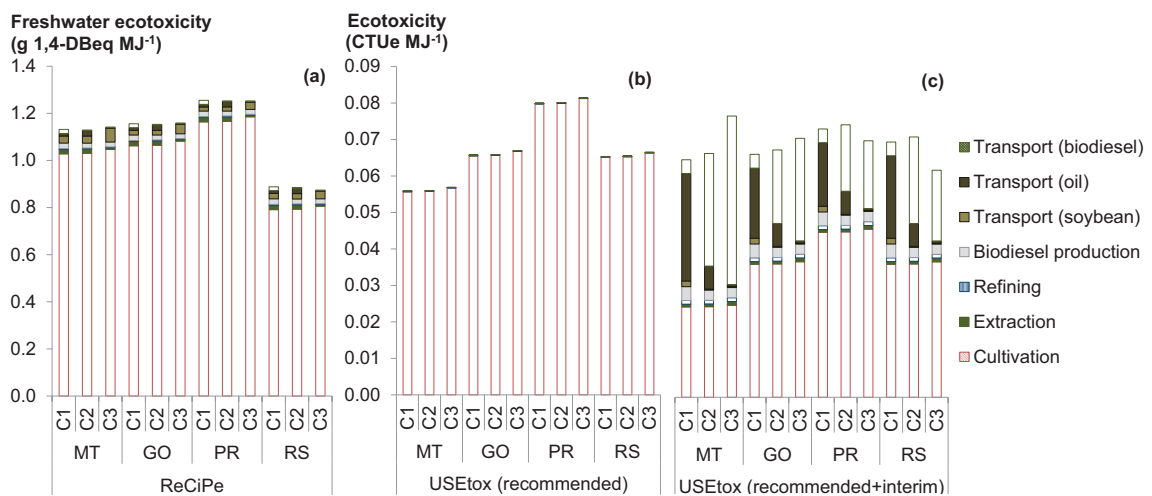 Freshwater ecotoxicity
(g 1,4-DBeq MJ⁻¹)
1.4
1.2
1.0
0.8
0.6
0.4
0.2
0.0
(a)
C1 C2 C3 C1 C2 C3 C1 C2 C3 C1 C2 C3
MT GO PR RS
ReCiPe
Ecotoxicity
(CTUe MJ⁻¹)
0.09
0.08
0.07
0.06
0.05
0.04
0.03
0.02
0.01
0.00
(b)
C1 C2 C3 C1 C2 C3 C1 C2 C3 C1 C2 C3
MT GO PR RS
USEtox (recommended)
(c)
C1 C2 C3 C1 C2 C3 C1 C2 C3 C1 C2 C3
MT GO PR RS
USEtox (recommended+interim)
Transport (biodiesel)
Transport (oil)
Transport (soybean)
Biodiesel production
Refining
Extraction
Cultivation